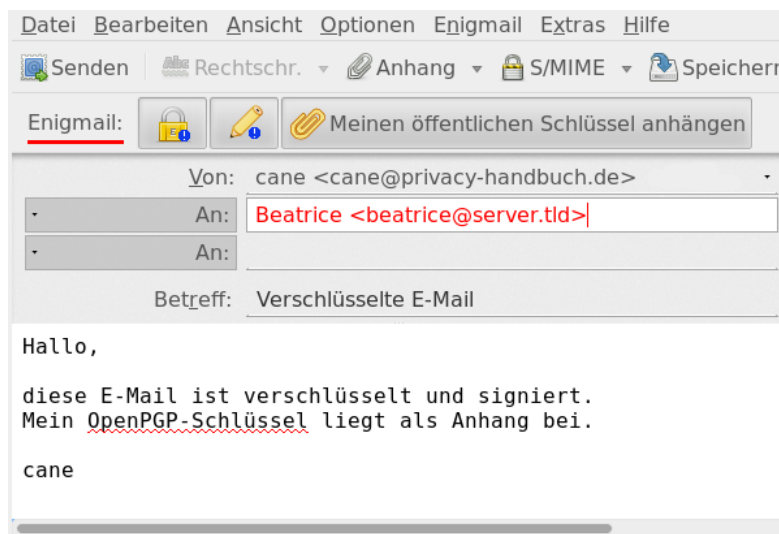 Datei Bearbeiten Ansicht Optionen Enigmail Extras Hilfe
Senden Abc Rechtschr. Anhang S/MIME Speichern
Enigmail: Meinen öffentlichen Schlüssel anhängen
Von: cane <cane@privacy-handbuch.de>
An: Beatrice <beatrice@server.tld>
An:
Betreff: Verschlüsselte E-Mail
Hallo,
diese E-Mail ist verschlüsselt und signiert.
Mein OpenPGP-Schlüssel liegt als Anhang bei.
cane